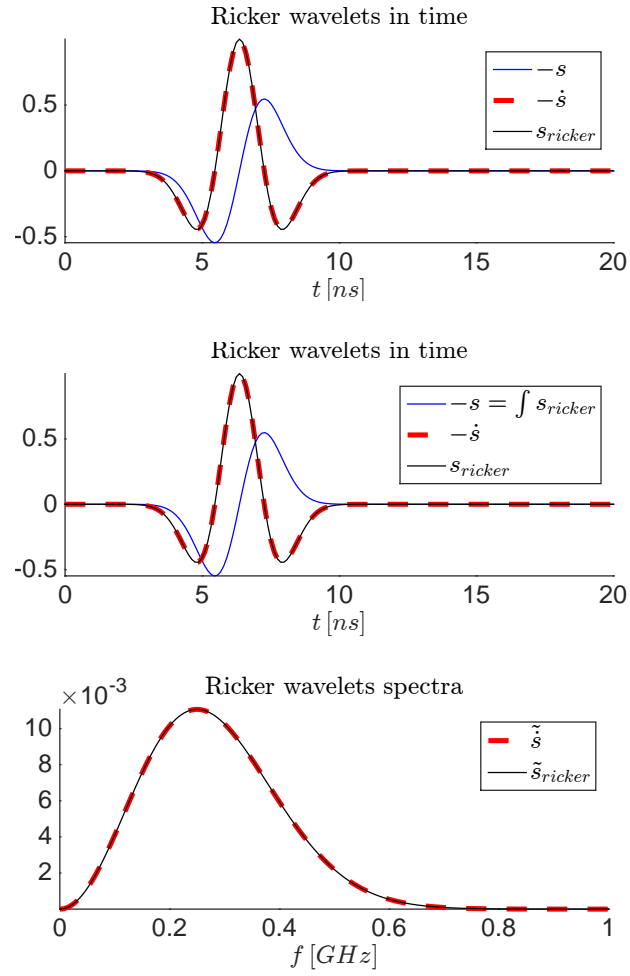 Ricker wavelets in time
−s
−ṡ
s_ricker
0.5
0
-0.5
0 5 10 15 20
t [ns]
Ricker wavelets in time
−s = ∫ s_ricker
−ṡ
s_ricker
0.5
0
-0.5
0 5 10 15 20
t [ns]
Ricker wavelets spectra
×10⁻³
s̃̇
s̃_ricker
10
8
6
4
2
0 0.2 0.4 0.6 0.8 1
f [GHz]